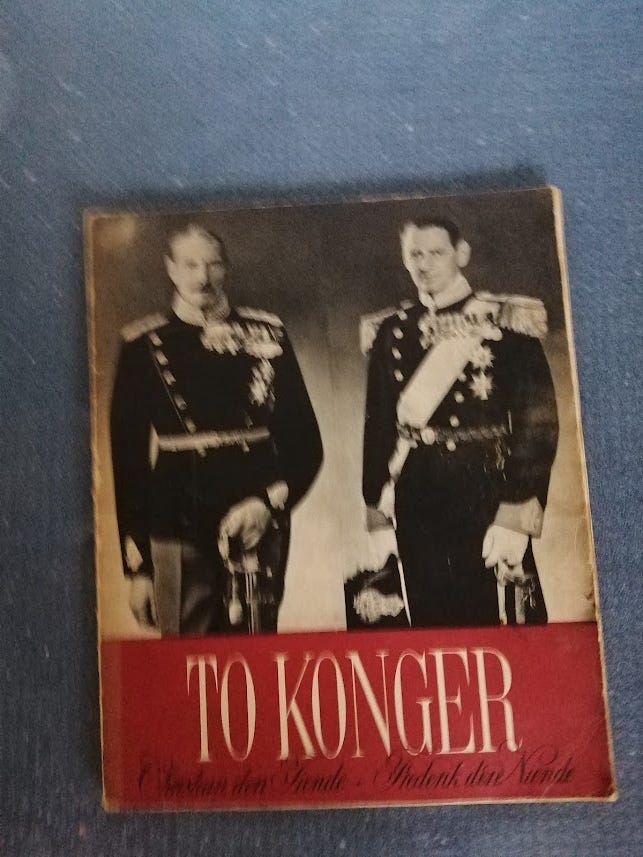 TO KONGER
Christian den Tiende - Frederik den Niende